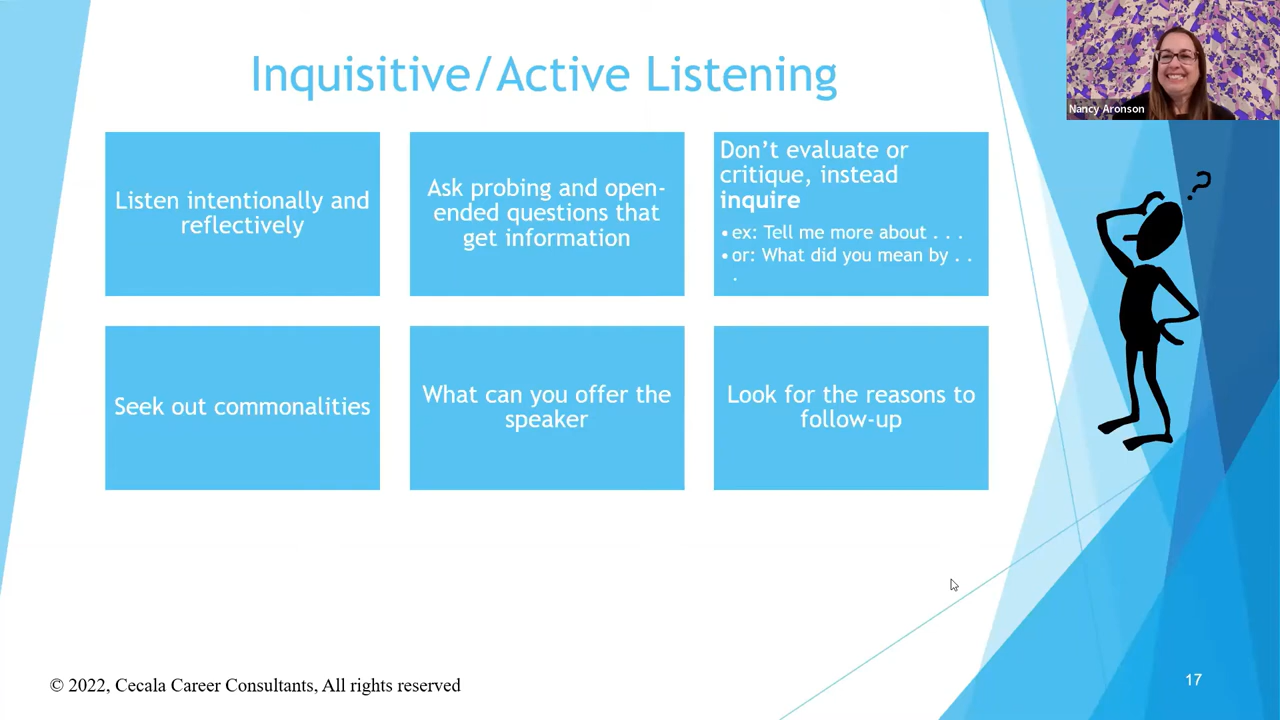 Inquisitive/Active Listening
Nancy Aronson
Listen intentionally and
reflectively
Ask probing and open-
ended questions that
get information
Don’t evaluate or
critique, instead
inquire
• ex: Tell me more about . . .
• or: What did you mean by . .
.
?
Seek out commonalities
What can you offer the
speaker
Look for the reasons to
follow-up
© 2022, Cecala Career Consultants, All rights reserved
17